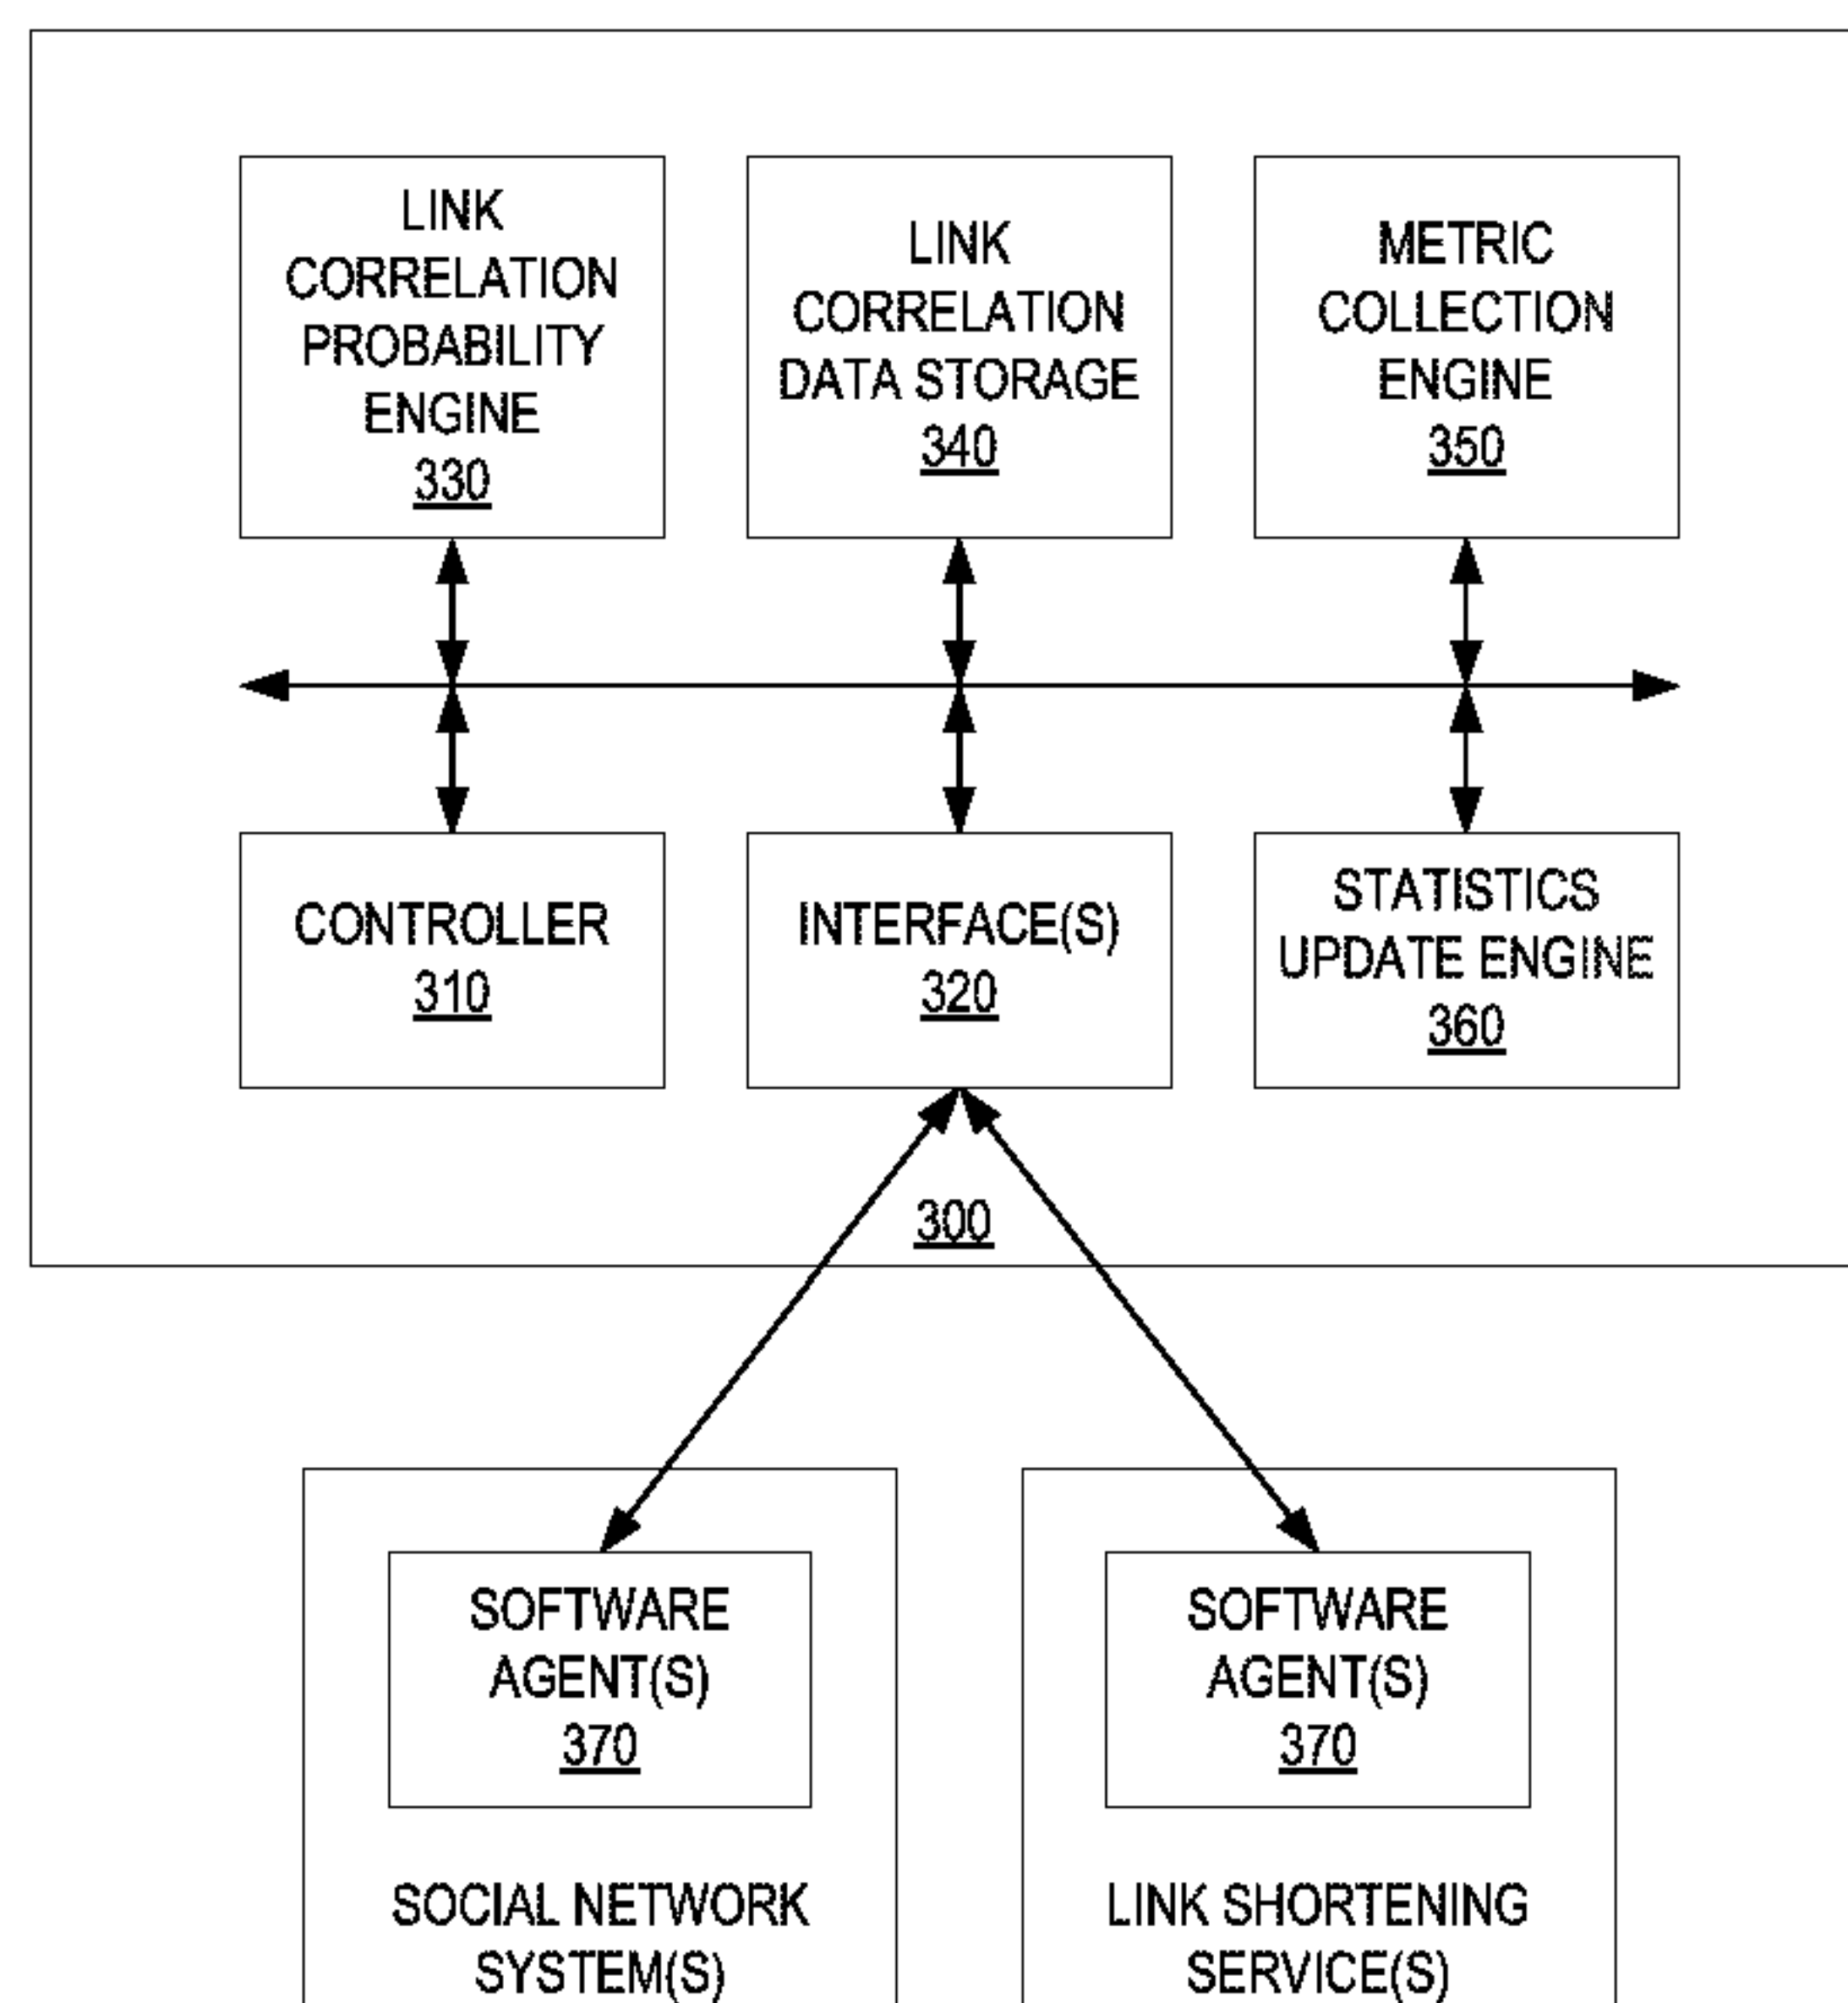 LINK
CORRELATION
PROBABILITY
ENGINE
330
LINK
CORRELATION
DATA STORAGE
340
METRIC
COLLECTION
ENGINE
350
CONTROLLER
310
INTERFACE(S)
320
STATISTICS
UPDATE ENGINE
360
300
SOFTWARE
AGENT(S)
370
SOCIAL NETWORK
SYSTEM(S)
SOFTWARE
AGENT(S)
370
LINK SHORTENING
SERVICE(S)